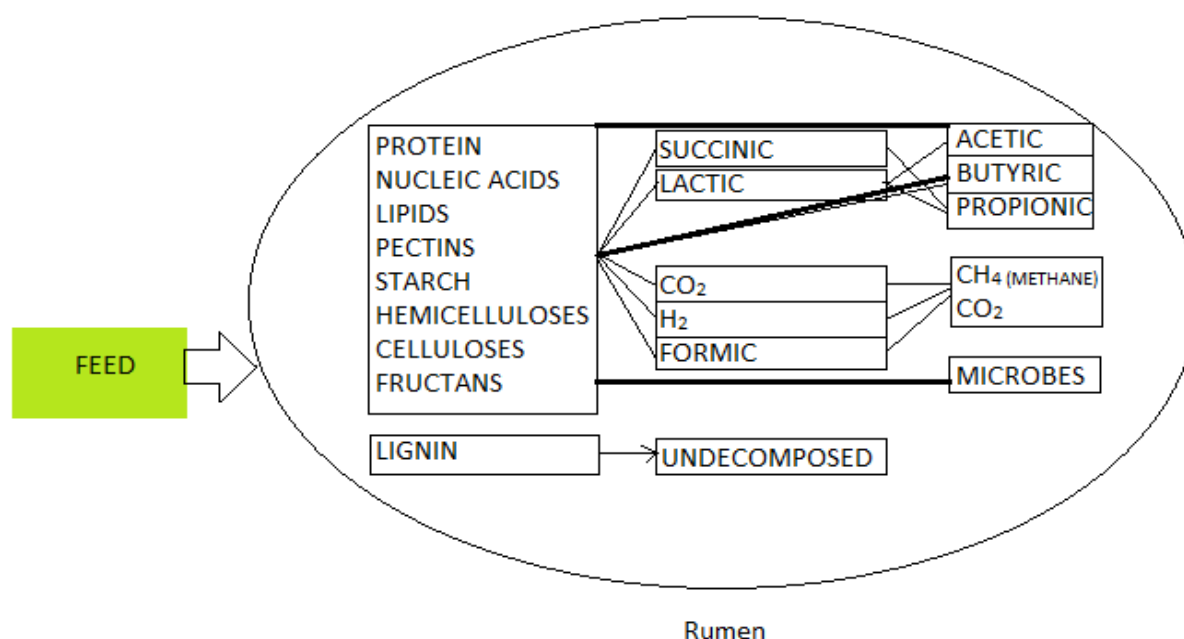 FEED
PROTEIN
NUCLEIC ACIDS
LIPIDS
PECTINS
STARCH
HEMICELLULOSES
CELLULOSES
FRUCTANS
LIGNIN
SUCCINIC
LACTIC
CO₂
H₂
FORMIC
UNDECOMPOSED
ACETIC
BUTYRIC
PROPIONIC
CH₄ (METHANE)
CO₂
MICROBES
Rumen